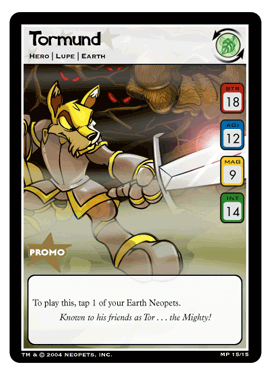 Tormund
Hero | Lupe | Earth
STR
18
AGI
12
MAG
9
INT
14
PROMO
To play this, tap 1 of your Earth Neopets.
Known to his friends as Tor . . . the Mighty!
TM & © 2004 NEOPETS, INC.
MP 15/15